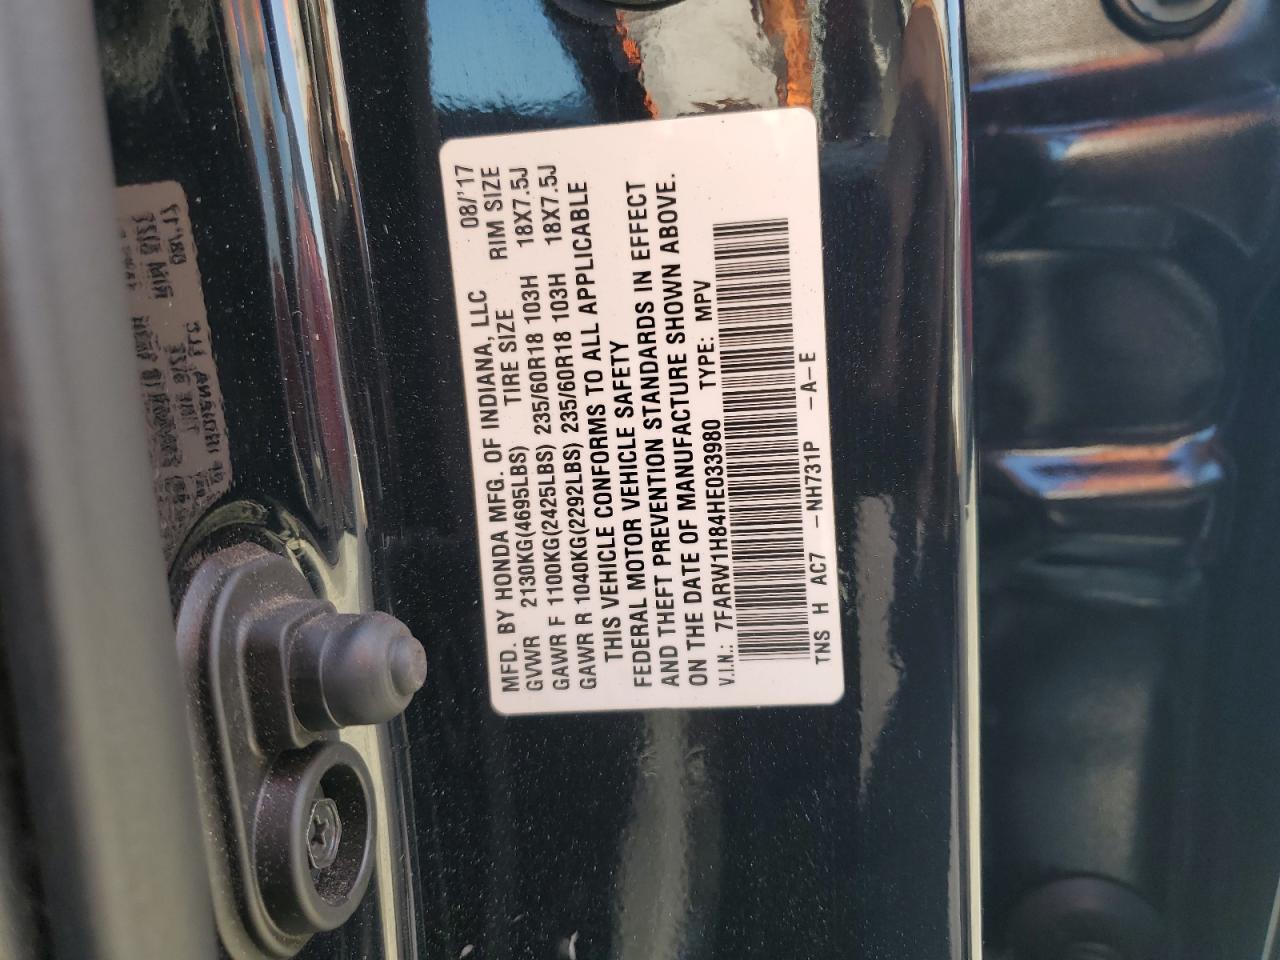 MFD. BY HONDA MFG. OF INDIANA, LLC 08/'17
GVWR 2130KG(4695LBS) TIRE SIZE RIM SIZE
GAWR F 1100KG(2425LBS) 235/60R18 103H 18X7.5J
GAWR R 1040KG(2292LBS) 235/60R18 103H 18X7.5J
THIS VEHICLE CONFORMS TO ALL APPLICABLE
FEDERAL MOTOR VEHICLE SAFETY
AND THEFT PREVENTION STANDARDS IN EFFECT
ON THE DATE OF MANUFACTURE SHOWN ABOVE.
V.I.N.: 7FARW1H84HE033980 TYPE: MPV
TNS H AC7 -NH731P -A-E